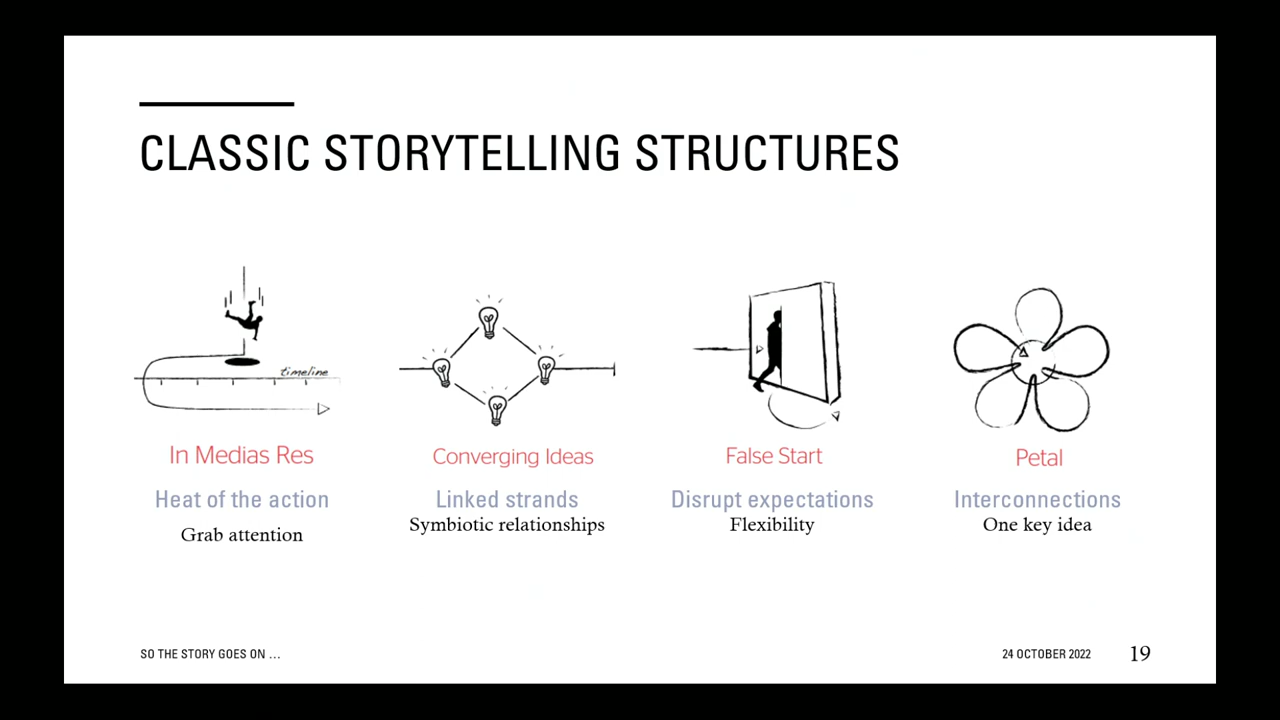 CLASSIC STORYTELLING STRUCTURES
timeline
In Medias Res
Heat of the action
Grab attention
Converging Ideas
Linked strands
Symbiotic relationships
False Start
Disrupt expectations
Flexibility
Petal
Interconnections
One key idea
SO THE STORY GOES ON ...
24 OCTOBER 2022
19